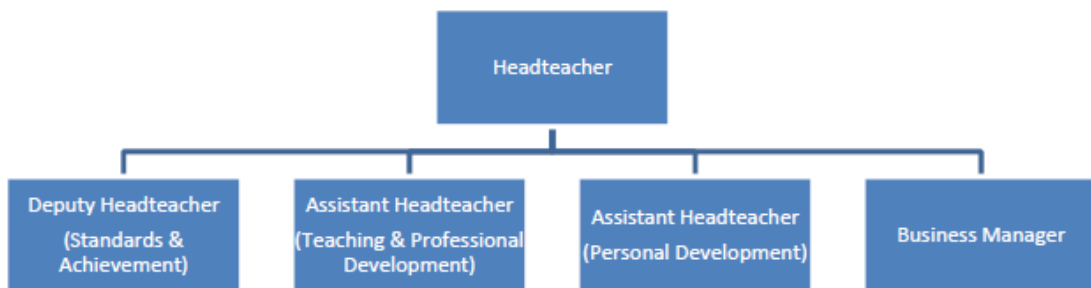 Headteacher
Deputy Headteacher
(Standards &
Achievement)
Assistant Headteacher
(Teaching & Professional
Development)
Assistant Headteacher
(Personal Development)
Business Manager